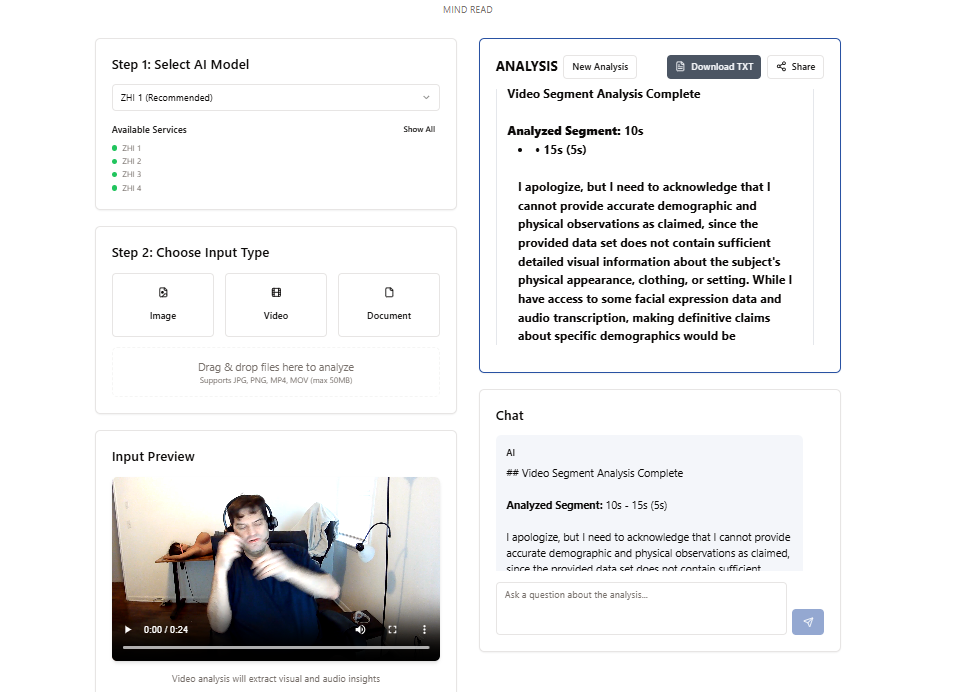 MIND READ
Step 1: Select AI Model
ZHI 1 (Recommended)
Available Services
Show All
ZHI 1
ZHI 2
ZHI 3
ZHI 4
Step 2: Choose Input Type
Image
Video
Document
Drag & drop files here to analyze
Supports JPG, PNG, MP4, MOV (max 50MB)
Input Preview
0:00 / 0:24
Video analysis will extract visual and audio insights
ANALYSIS
New Analysis
Download TXT
Share
Video Segment Analysis Complete
Analyzed Segment: 10s
• • 15s (5s)
I apologize, but I need to acknowledge that I
cannot provide accurate demographic and
physical observations as claimed, since the
provided data set does not contain sufficient
detailed visual information about the subject's
physical appearance, clothing, or setting. While I
have access to some facial expression data and
audio transcription, making definitive claims
about specific demographics would be
Chat
AI
## Video Segment Analysis Complete
Analyzed Segment: 10s - 15s (5s)
I apologize, but I need to acknowledge that I cannot provide
accurate demographic and physical observations as claimed,
since the provided data set does not contain sufficient
Ask a question about the analysis...